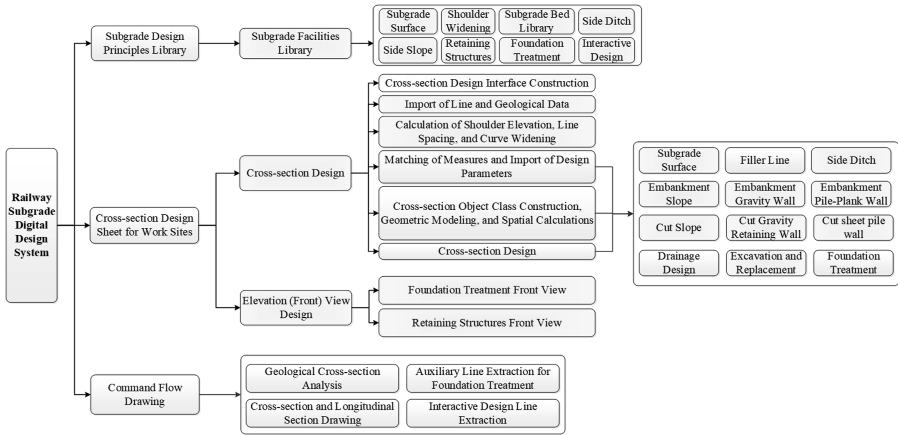 Railway
Subgrade
Digital
Design
System
Subgrade Design
Principles Library
Subgrade Facilities
Library
Subgrade
Surface
Shoulder
Widening
Subgrade Bed
Library
Side Ditch
Side Slope
Retaining
Structures
Foundation
Treatment
Interactive
Design
Cross-section Design
Sheet for Work Sites
Cross-section Design
Cross-section Design Interface Construction
Import of Line and Geological Data
Calculation of Shoulder Elevation, Line
Spacing, and Curve Widening
Matching of Measures and Import of Design
Parameters
Cross-section Object Class Construction,
Geometric Modeling, and Spatial Calculations
Cross-section Design
Subgrade
Surface
Filler Line
Side Ditch
Embankment
Slope
Embankment
Gravity Wall
Embankment
Pile-Plank Wall
Cut Slope
Cut Gravity
Retaining Wall
Cut sheet pile
wall
Drainage
Design
Excavation and
Replacement
Foundation
Treatment
Elevation (Front) View
Design
Foundation Treatment Front View
Retaining Structures Front View
Command Flow
Drawing
Geological Cross-section
Analysis
Auxiliary Line Extraction for
Foundation Treatment
Cross-section and Longitudinal
Section Drawing
Interactive Design Line
Extraction